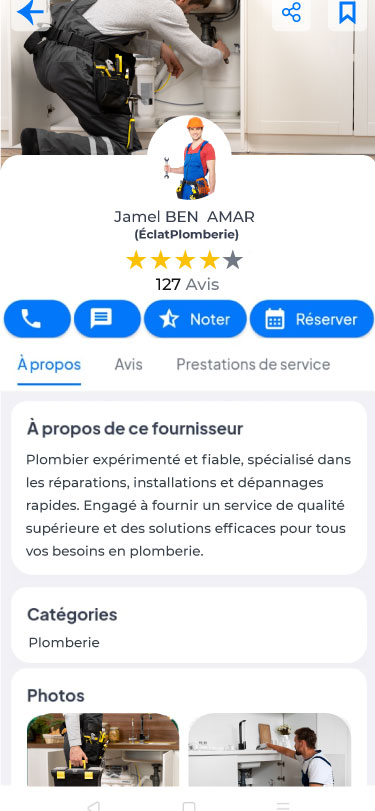 Jamel BEN AMAR
(ÉclatPlomberie)
127 Avis
Noter
Réserver
À propos
Avis
Prestations de service
À propos de ce fournisseur
Plombier expérimenté et fiable, spécialisé dans
les réparations, installations et dépannages
rapides. Engagé à fournir un service de qualité
supérieure et des solutions efficaces pour tous
vos besoins en plomberie.
Catégories
Plomberie
Photos